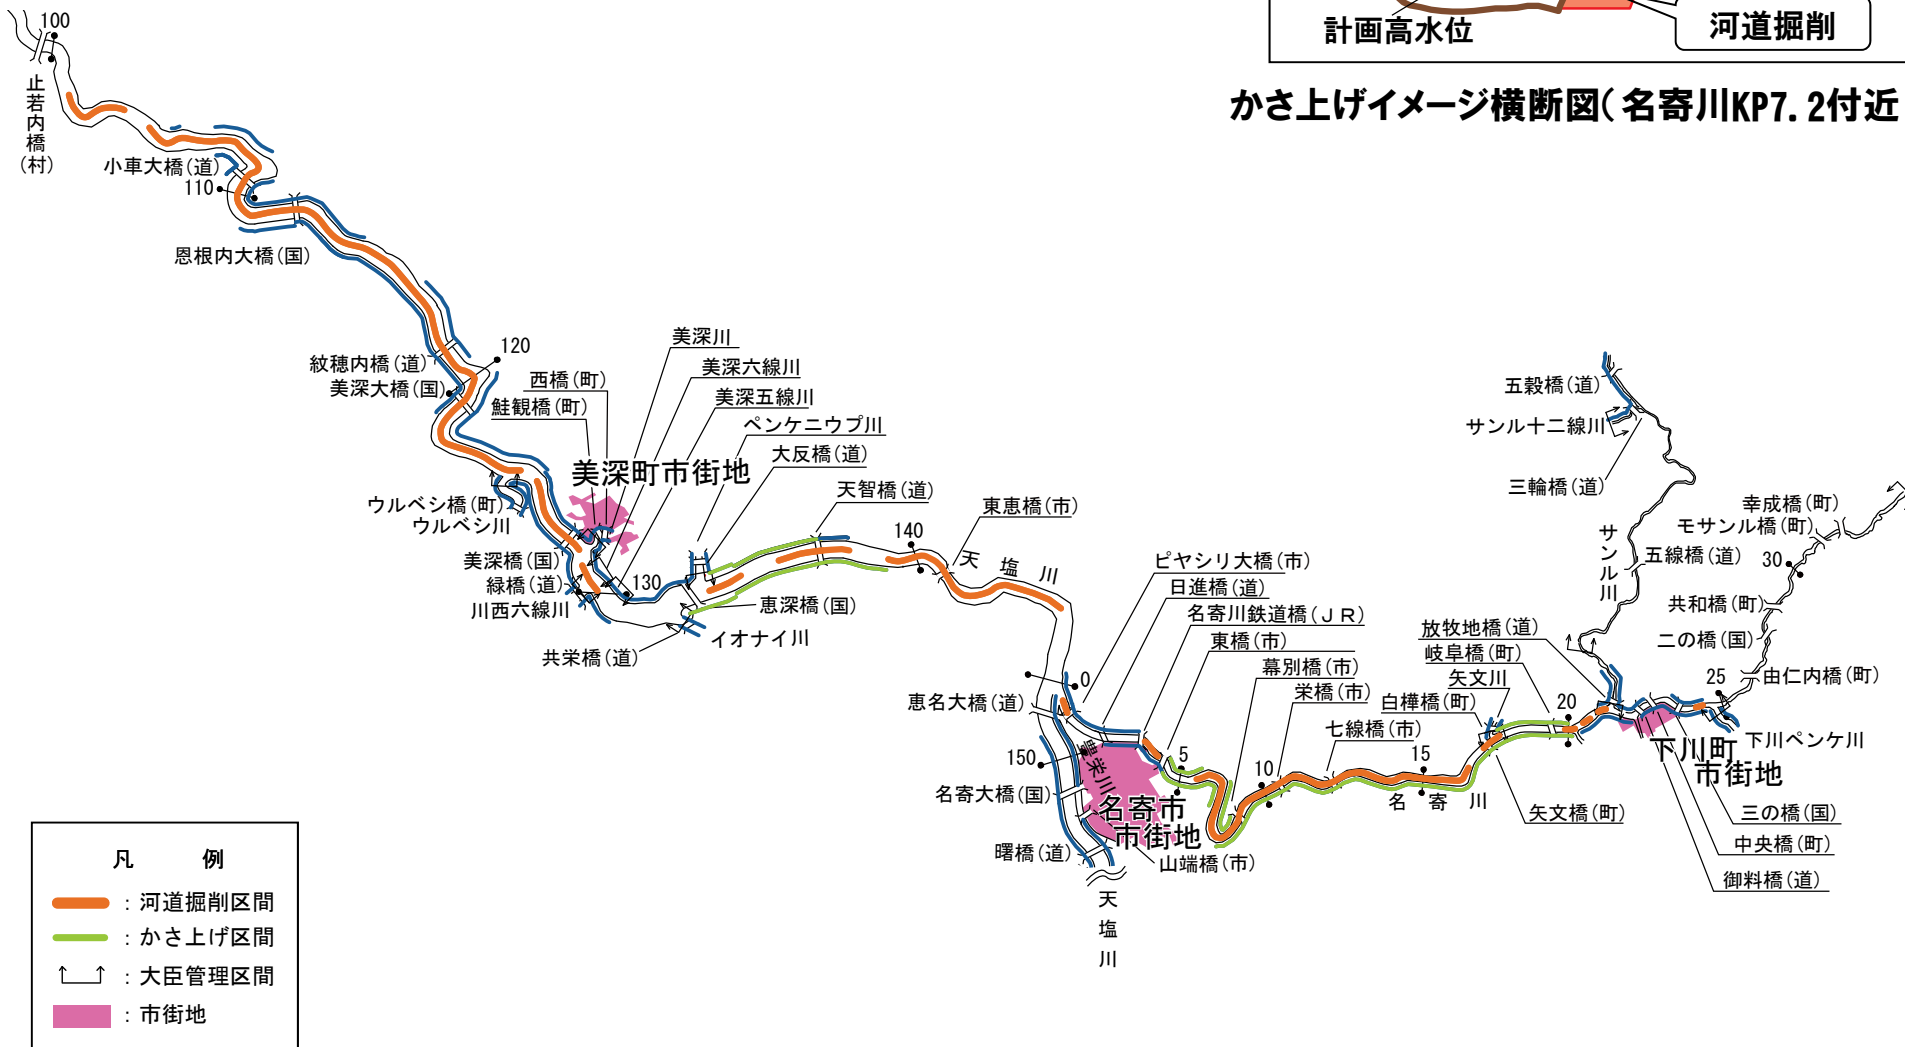 計画高水位
河道掘削
かさ上げイメージ横断図(名寄川KP7.2付近
100
止若内橋(村)
小車大橋(道)
110
恩根内大橋(国)
120
紋穂内橋(道)
美深大橋(国)
美深川
美深六線川
西橋(町)
美深五線川
鮭観橋(町)
ペンケニウプ川
大反橋(道)
美深町市街地
天智橋(道)
東恵橋(市)
ウルベシ橋(町)
ウルベシ川
140
天塩川
美深橋(国)
緑橋(道)
130
川西六線川
恵深橋(国)
イオナイ川
共栄橋(道)
ピヤシリ大橋(市)
日進橋(道)
名寄川鉄道橋(JR)
東橋(市)
幕別橋(市)
栄橋(市)
七線橋(市)
0
恵名大橋(道)
150
豊栄川
5
10
15
名寄大橋(国)
名寄市
市街地
名寄川
曙橋(道)
山端橋(市)
天塩川
五穀橋(道)
サンル十二線川
三輪橋(道)
サンル川
幸成橋(町)
モサンル橋(町)
五線橋(道)
30
共和橋(町)
二の橋(国)
放牧地橋(道)
岐阜橋(町)
矢文川
白樺橋(町)
20
25
由仁内橋(町)
下川町
市街地
下川ペンケ川
矢文橋(町)
三の橋(国)
中央橋(町)
御料橋(道)
凡 例
:河道掘削区間
:かさ上げ区間
:大臣管理区間
:市街地